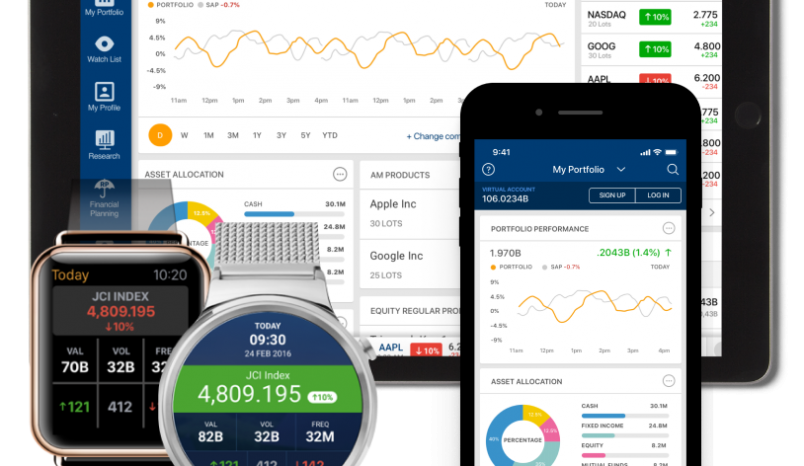 My Portfolio
Watch List
My Profile
Research
Financial
Planning
PORTFOLIO SAP -0.7% TODAY
9%
4.5%
0%
-4.5%
-9%
11am 12pm 1pm 2pm 3pm 4pm 11am 12pm 1pm 2pm 3pm 4pm
D W 1M 3M 1Y 3Y 5Y YTD
+ Change com
ASSET ALLOCATION
CASH 30.1M
24.8M
8.2M
8.2M
AM PRODUCTS
Apple Inc
30 LOTS
Google Inc
25 LOTS
EQUITY REGULAR PRO
AAPL ↓10% 6.2
NASDAQ ↑10% 2.775
20 Lots +234
GOOG ↑10% 4.800
30 Lots +234
AAPL ↓10% 6.200
-234
.775
+234
.800
-234
.200
-234
Today 10:20
JCI INDEX
4,809.195
↓10%
VAL VOL FRE
70B 32B 32
↑121 412 ↓
TODAY
09:30
24 FEB 2016
JCI Index
4,809.195 ↑10%
VAL VOL FREQ
82B 32B 32M
↑121 412 ↓142
9:41
? My Portfolio
VIRTUAL ACCOUNT
106.0234B
SIGN UP LOG IN
PORTFOLIO PERFORMANCE
1.970B .2043B (1.4%) ↑
PORTFOLIO SAP -0.7% TODAY
9%
4.5%
0%
-4.5%
-9%
11am 12pm 1pm 2pm 3pm 4pm
ASSET ALLOCATION
PERCENTAGE
CASH 30.1M
FIXED INCOME 24.8M
EQUITY 8.2M
MUTUAL FUNDS 8.2M